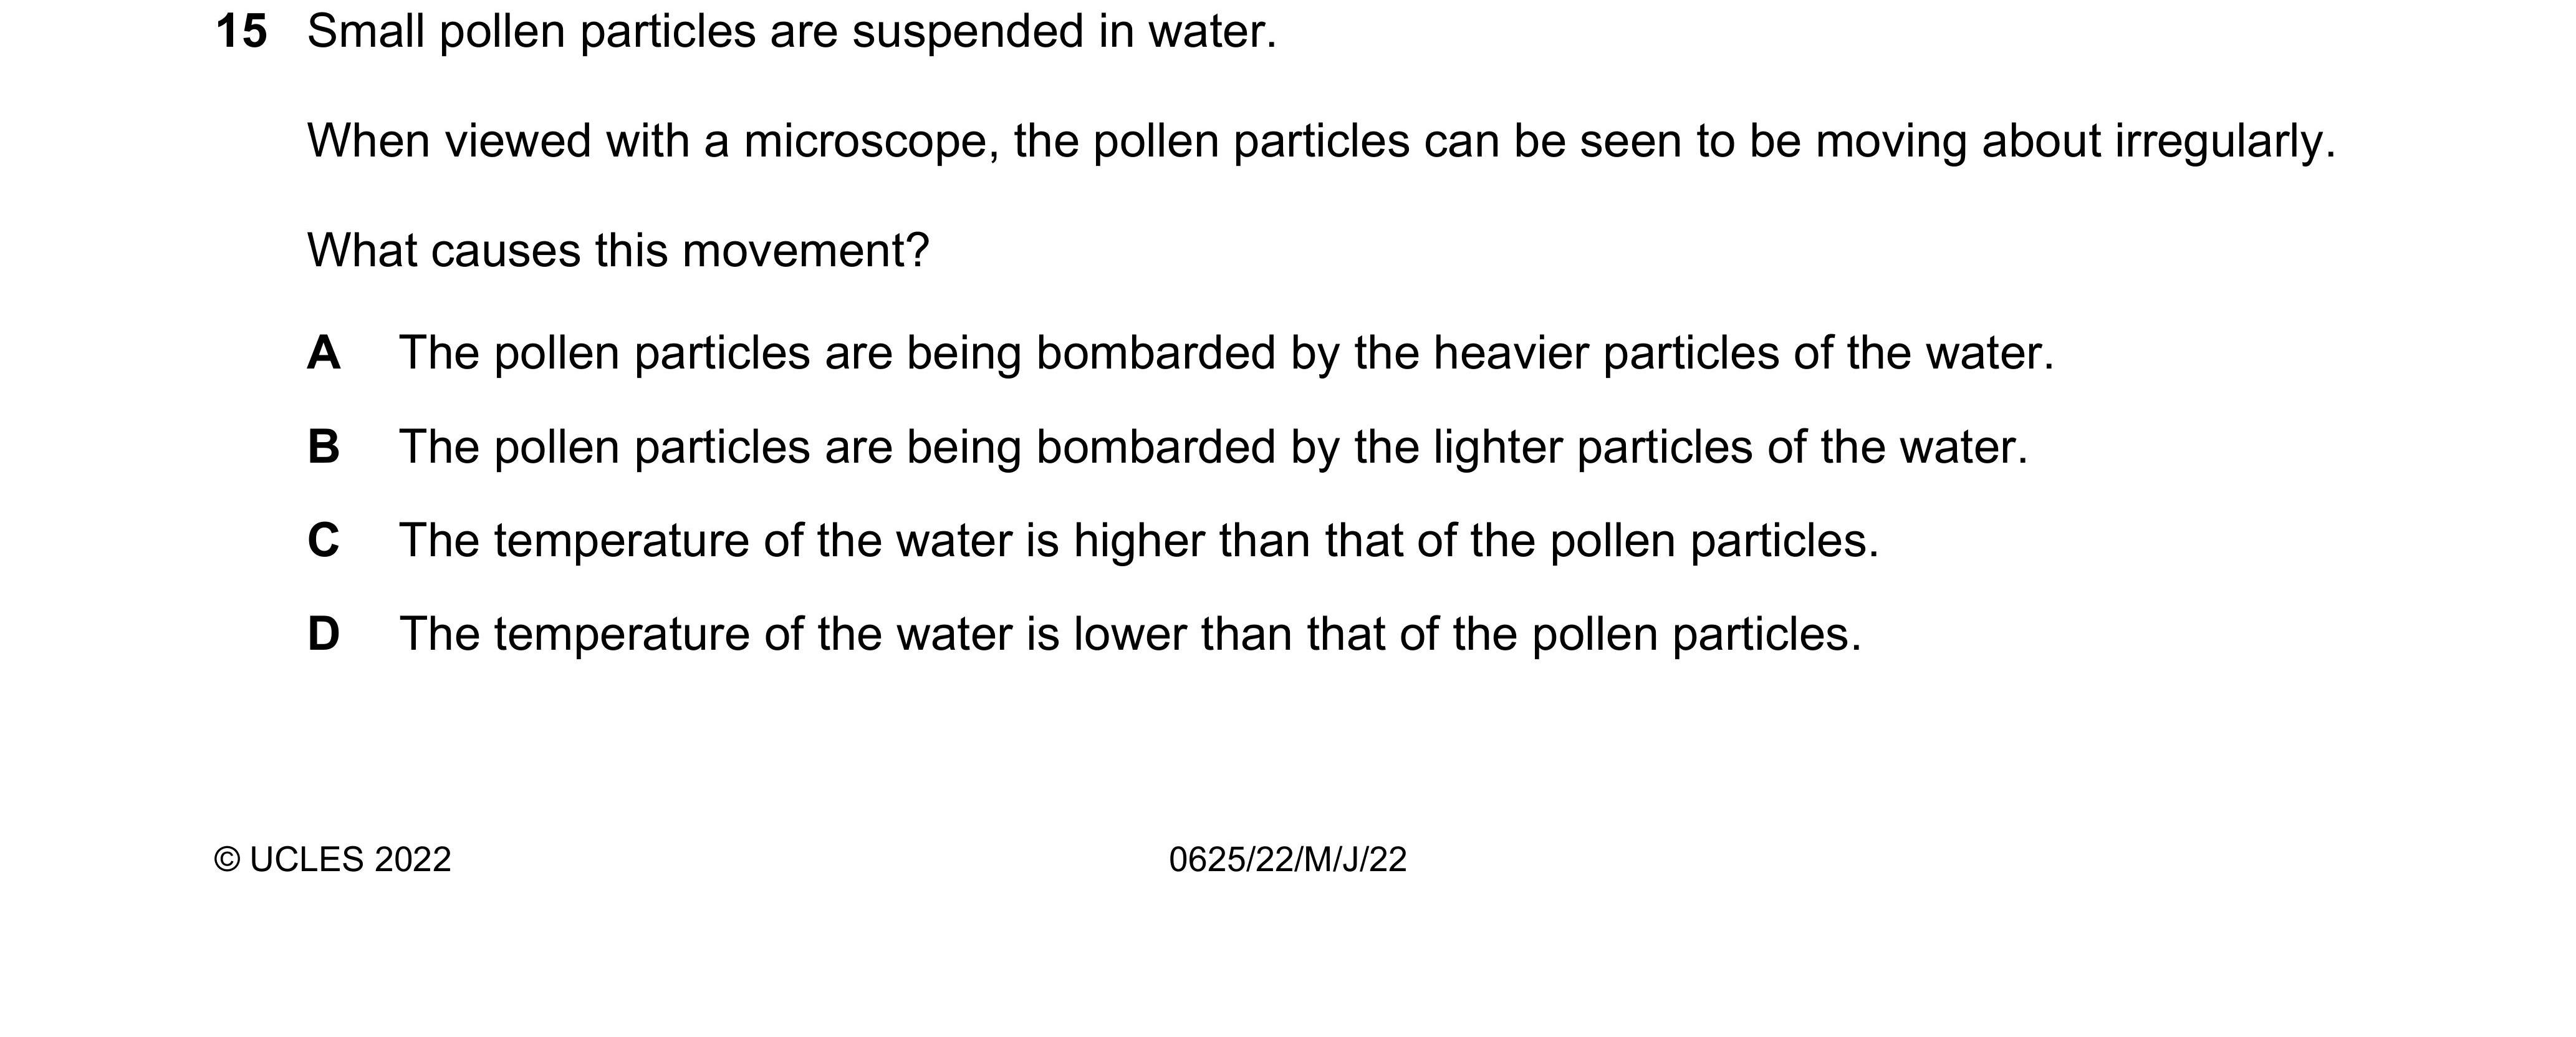 15 Small pollen particles are suspended in water.
When viewed with a microscope, the pollen particles can be seen to be moving about irregularly.
What causes this movement?
A The pollen particles are being bombarded by the heavier particles of the water.
B The pollen particles are being bombarded by the lighter particles of the water.
C The temperature of the water is higher than that of the pollen particles.
D The temperature of the water is lower than that of the pollen particles.
© UCLES 2022 0625/22/M/J/22